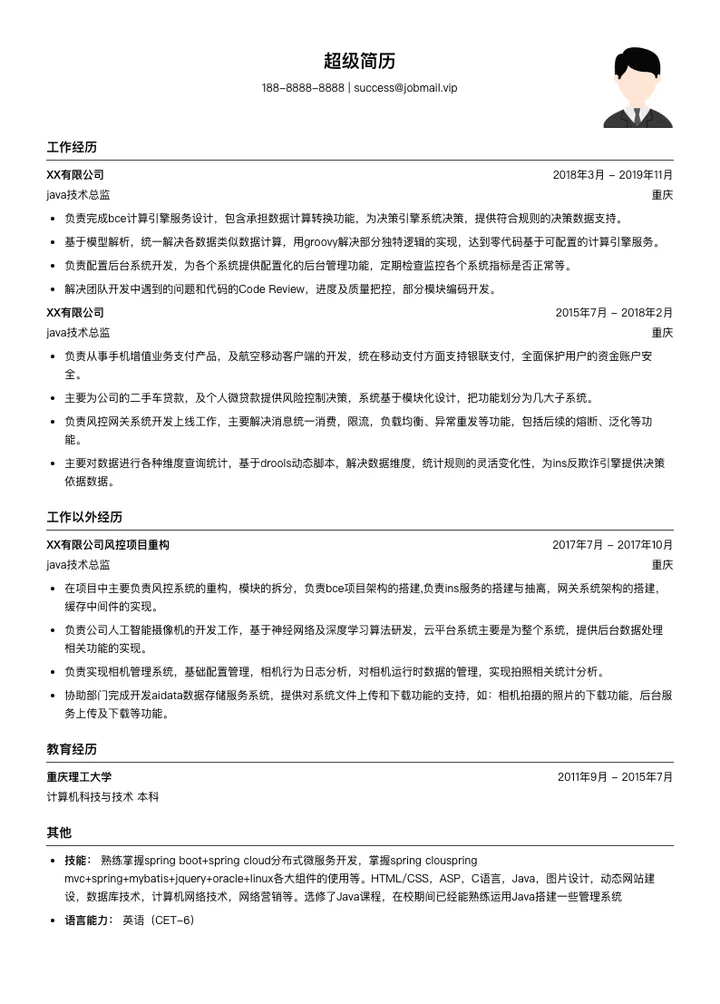 超级简历
188-8888-8888 | success@jobmail.vip
工作经历
XX有限公司 2018年3月 - 2019年11月
java技术总监 重庆
• 负责完成bce计算引擎服务设计，包含承担数据计算转换功能，为决策引擎系统决策，提供符合规则的决策数据支持。
• 基于模型解析，统一解决各数据类似数据计算，用groovy解决部分独特逻辑的实现，达到零代码基于可配置的计算引擎服务。
• 负责配置后台系统开发，为各个系统提供配置化的后台管理功能，定期检查监控各个系统指标是否正常等。
• 解决团队开发中遇到的问题和代码的Code Review，进度及质量把控，部分模块编码开发。
XX有限公司 2015年7月 - 2018年2月
java技术总监 重庆
• 负责从事手机增值业务支付产品，及航空移动客户端的开发，统在移动支付方面支持银联支付，全面保护用户的资金账户安
全。
• 主要为公司的二手车贷款，及个人微贷款提供风险控制决策，系统基于模块化设计，把功能划分为几大子系统。
• 负责风控网关系统开发上线工作，主要解决消息统一消费，限流，负载均衡、异常重发等功能，包括后续的熔断、泛化等功
能。
• 主要对数据进行各种维度查询统计，基于drools动态脚本，解决数据维度，统计规则的灵活变化性，为ins反欺诈引擎提供决策
依据数据。
工作以外经历
XX有限公司风控项目重构 2017年7月 - 2017年10月
java技术总监 重庆
• 在项目中主要负责风控系统的重构，模块的拆分，负责bce项目架构的搭建,负责ins服务的搭建与抽离，网关系统架构的搭建，
缓存中间件的实现。
• 负责公司人工智能摄像机的开发工作，基于神经网络及深度学习算法研发，云平台系统主要是为整个系统，提供后台数据处理
相关功能的实现。
• 负责实现相机管理系统，基础配置管理，相机行为日志分析，对相机运行时数据的管理，实现拍照相关统计分析。
• 协助部门完成开发aidata数据存储服务系统，提供对系统文件上传和下载功能的支持，如：相机拍摄的照片的下载功能，后台服
务上传及下载等功能。
教育经历
重庆理工大学 2011年9月 - 2015年7月
计算机科技与技术 本科
其他
• 技能： 熟练掌握spring boot+spring cloud分布式微服务开发，掌握spring clouspring
mvc+spring+mybatis+jquery+oracle+linux各大组件的使用等。HTML/CSS，ASP，C语言，Java，图片设计，动态网站建
设，数据库技术，计算机网络技术，网络营销等。选修了Java课程，在校期间已经能熟练运用Java搭建一些管理系统
• 语言能力： 英语（CET-6）